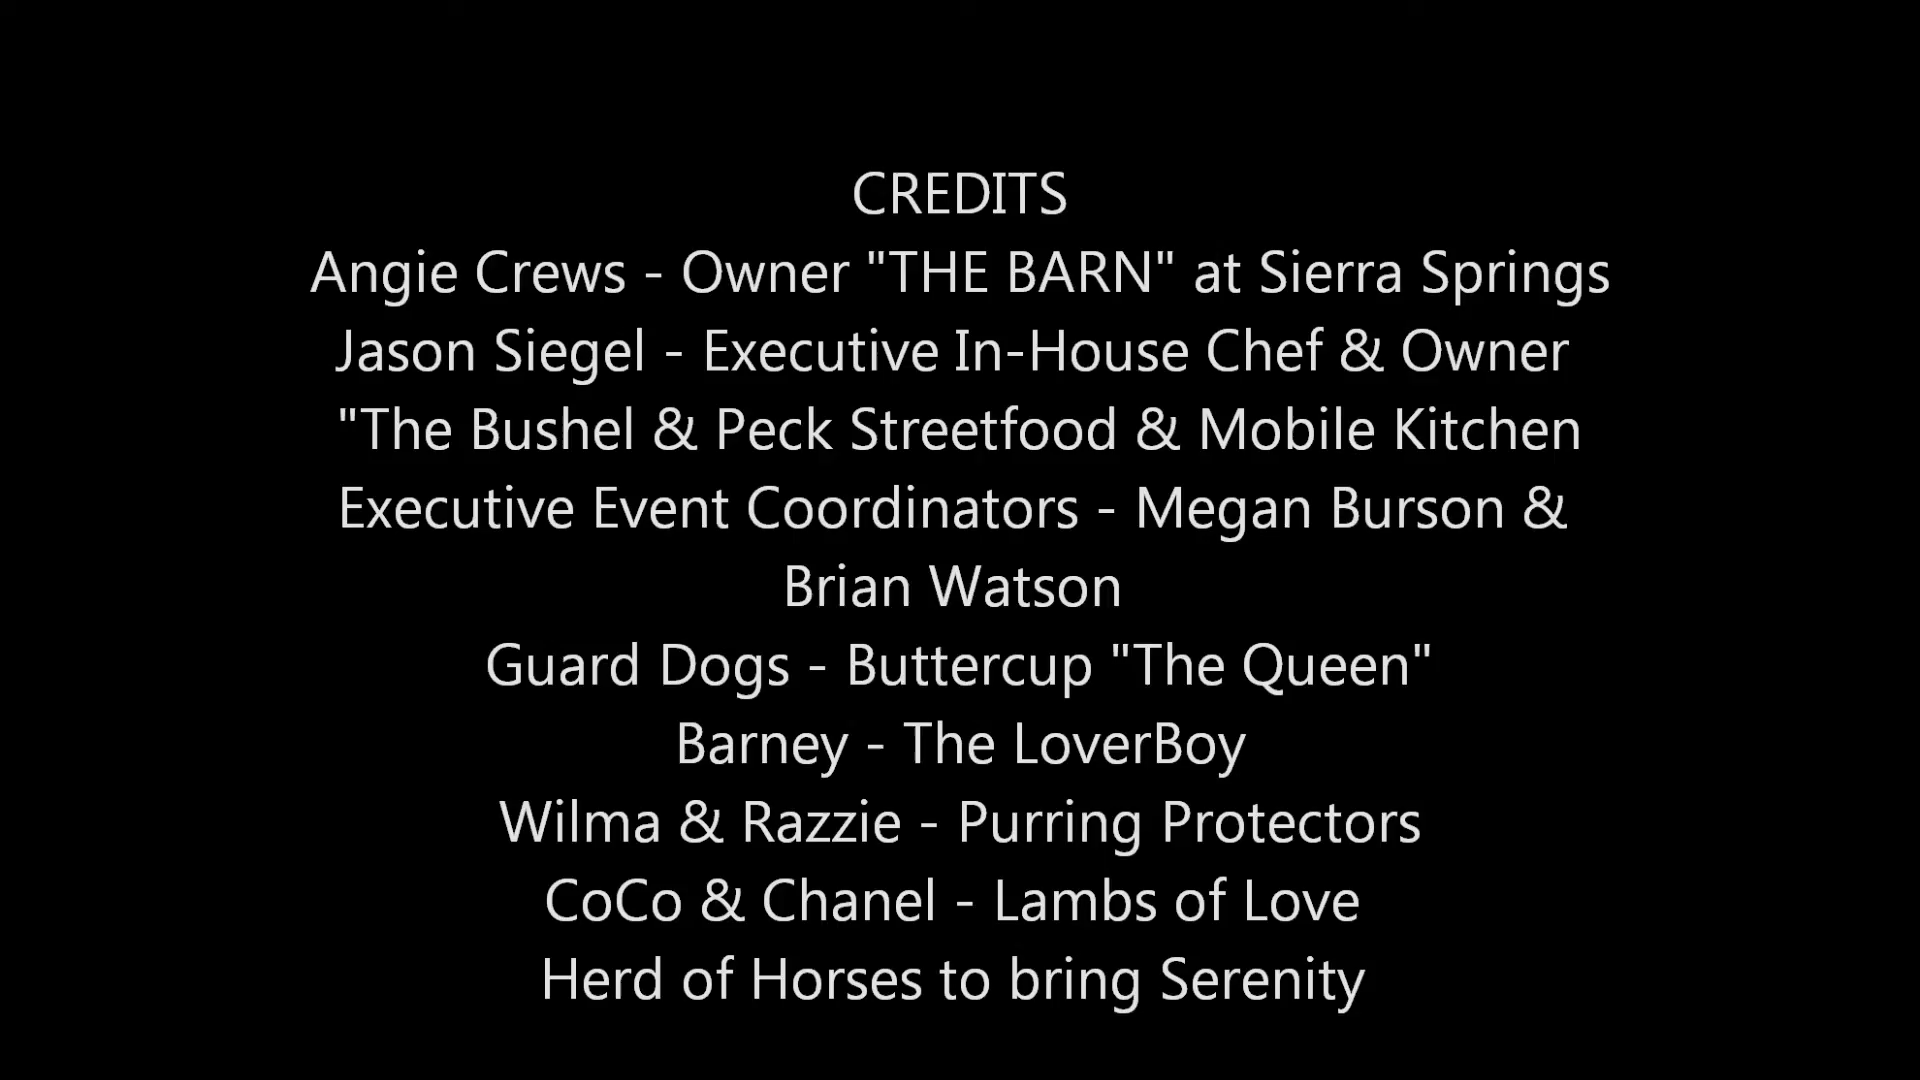 CREDITS
Angie Crews - Owner "THE BARN" at Sierra Springs
Jason Siegel - Executive In-House Chef & Owner
"The Bushel & Peck Streetfood & Mobile Kitchen
Executive Event Coordinators - Megan Burson &
Brian Watson
Guard Dogs - Buttercup "The Queen"
Barney - The LoverBoy
Wilma & Razzie - Purring Protectors
CoCo & Chanel - Lambs of Love
Herd of Horses to bring Serenity